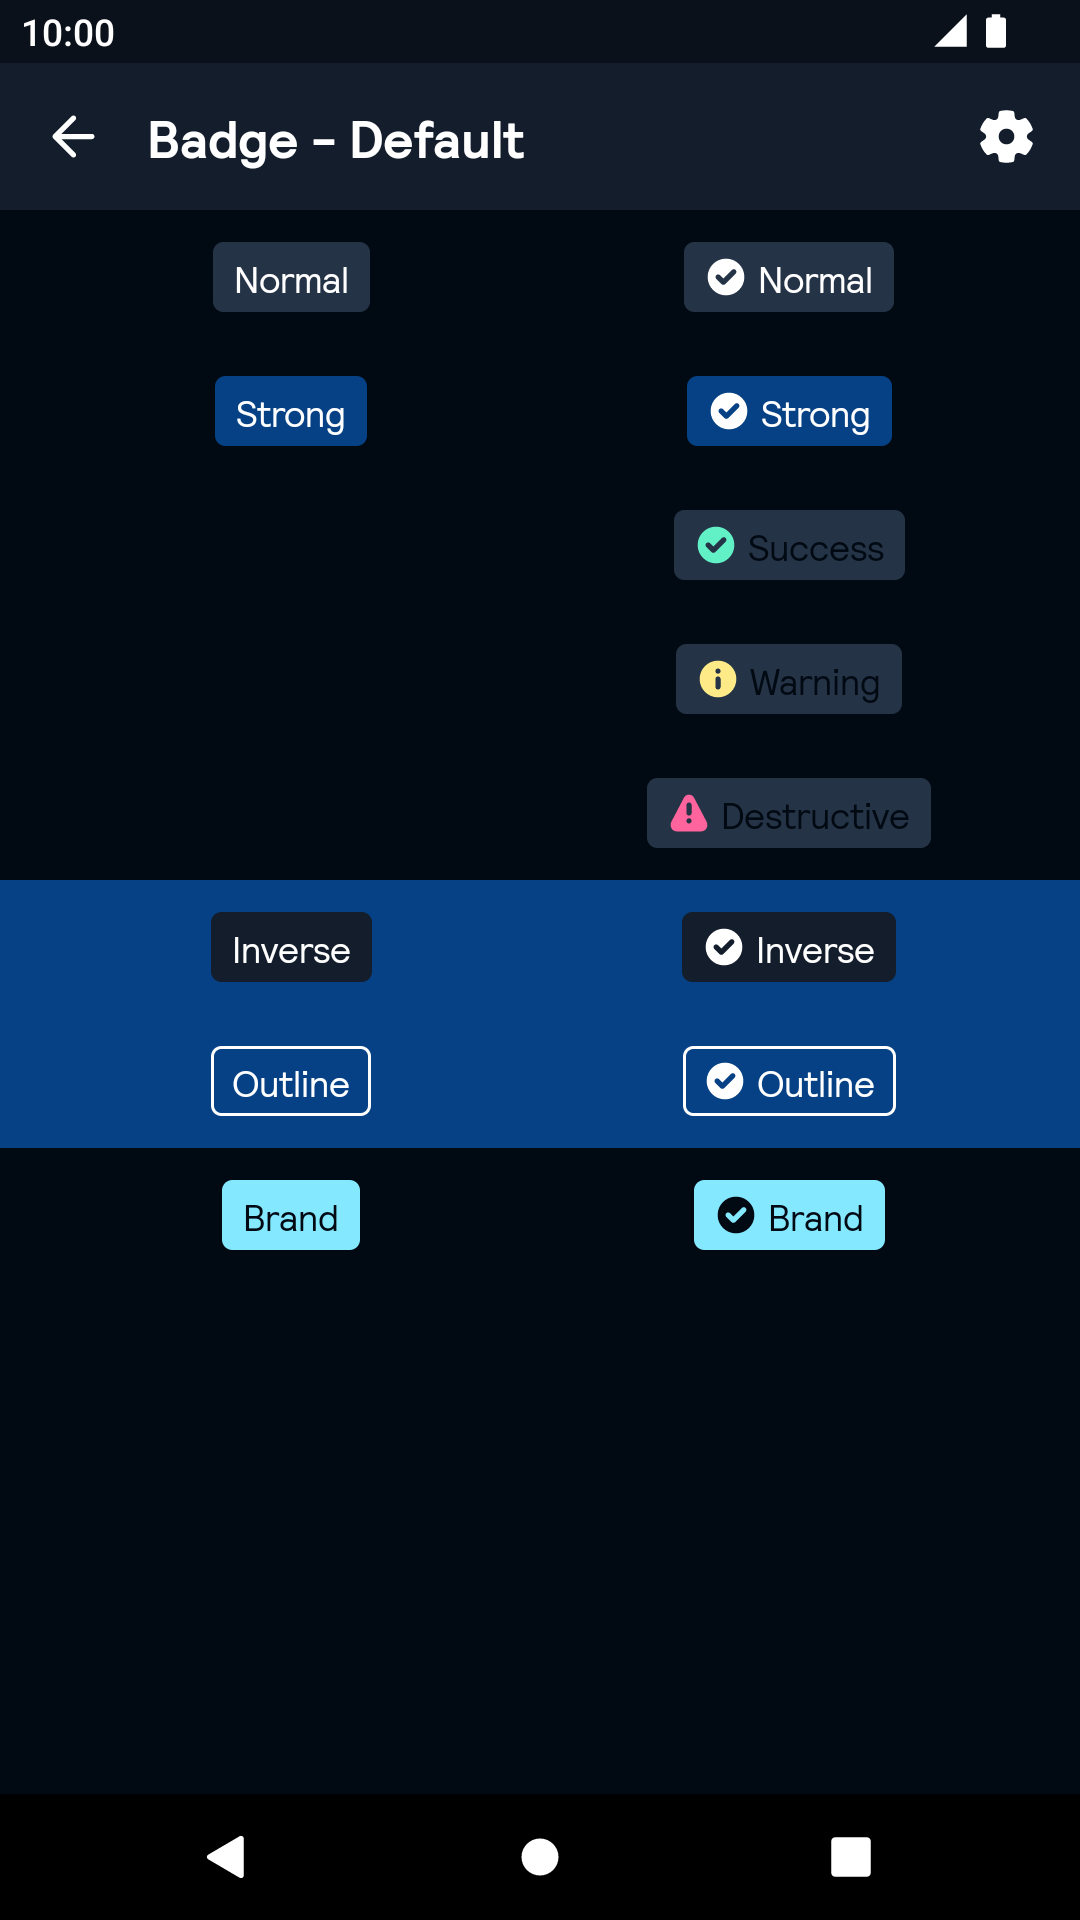 10:00
Badge - Default
Normal Normal
Strong Strong
Success
Warning
Destructive
Inverse Inverse
Outline Outline
Brand Brand